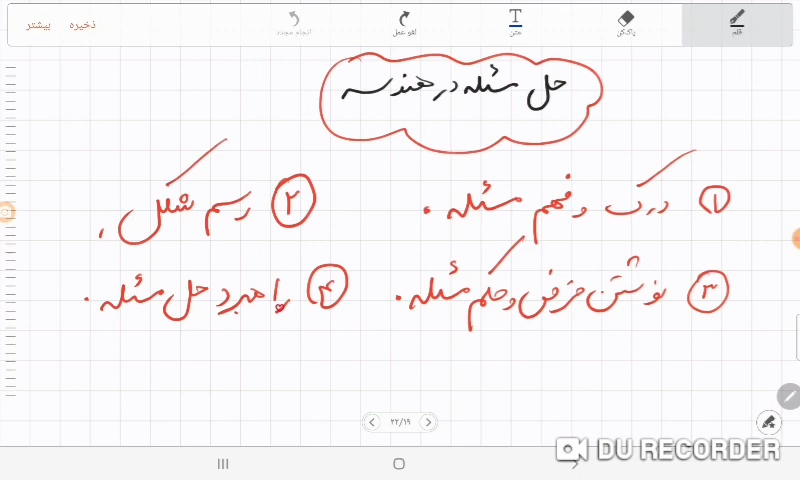 قلم پاک‌کن متن لغو عمل انجام مجدد ذخیره بیشتر
حل مسئله در هندسه
۱ درک و فهم مسئله . ۲ رسم شکل .
۳ نوشتن فرض و حکم مسئله . ۴ راهبرد حل مسئله .
۲۲/۱۹
DU RECORDER